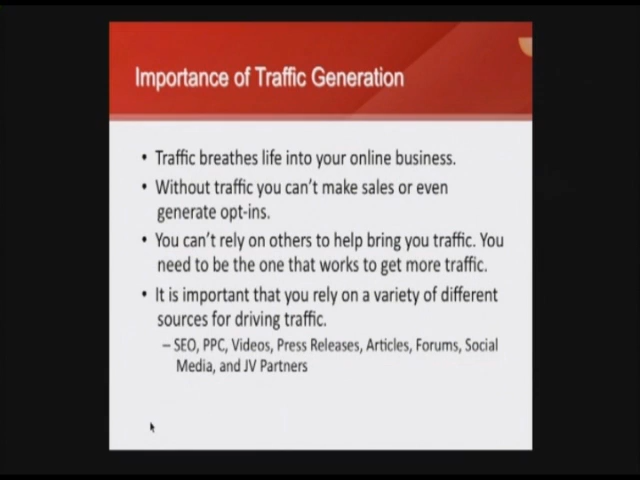 Importance of Traffic Generation
• Traffic breathes life into your online business.
• Without traffic you can't make sales or even
generate opt-ins.
• You can't rely on others to help bring you traffic. You
need to be the one that works to get more traffic.
• It is important that you rely on a variety of different
sources for driving traffic.
– SEO, PPC, Videos, Press Releases, Articles, Forums, Social
Media, and JV Partners